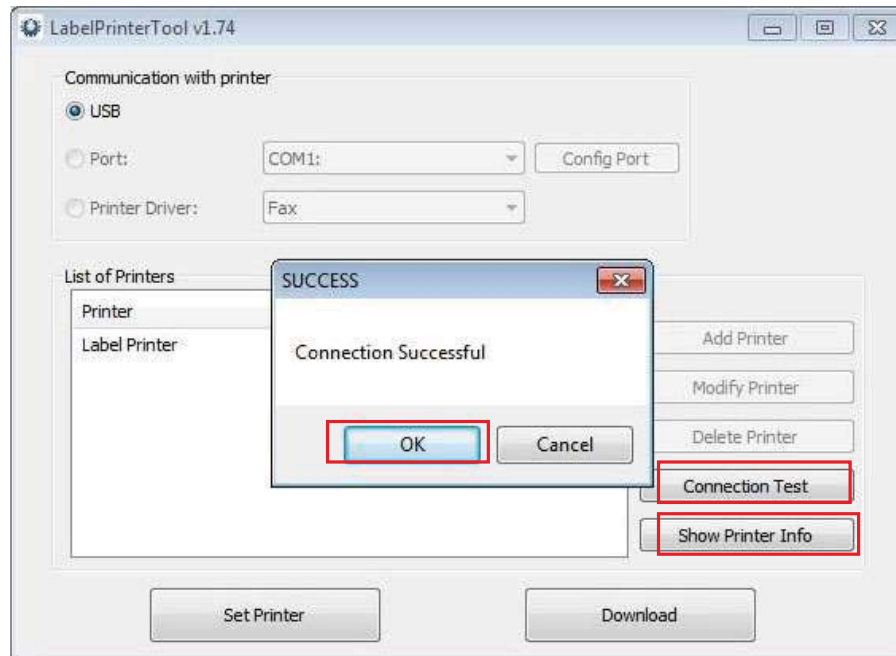 LabelPrinterTool v1.74
Communication with printer
USB
Port:
COM1:
Config Port
Printer Driver:
Fax
List of Printers
Printer
Label Printer
SUCCESS
Connection Successful
OK
Cancel
Add Printer
Modify Printer
Delete Printer
Connection Test
Show Printer Info
Set Printer
Download